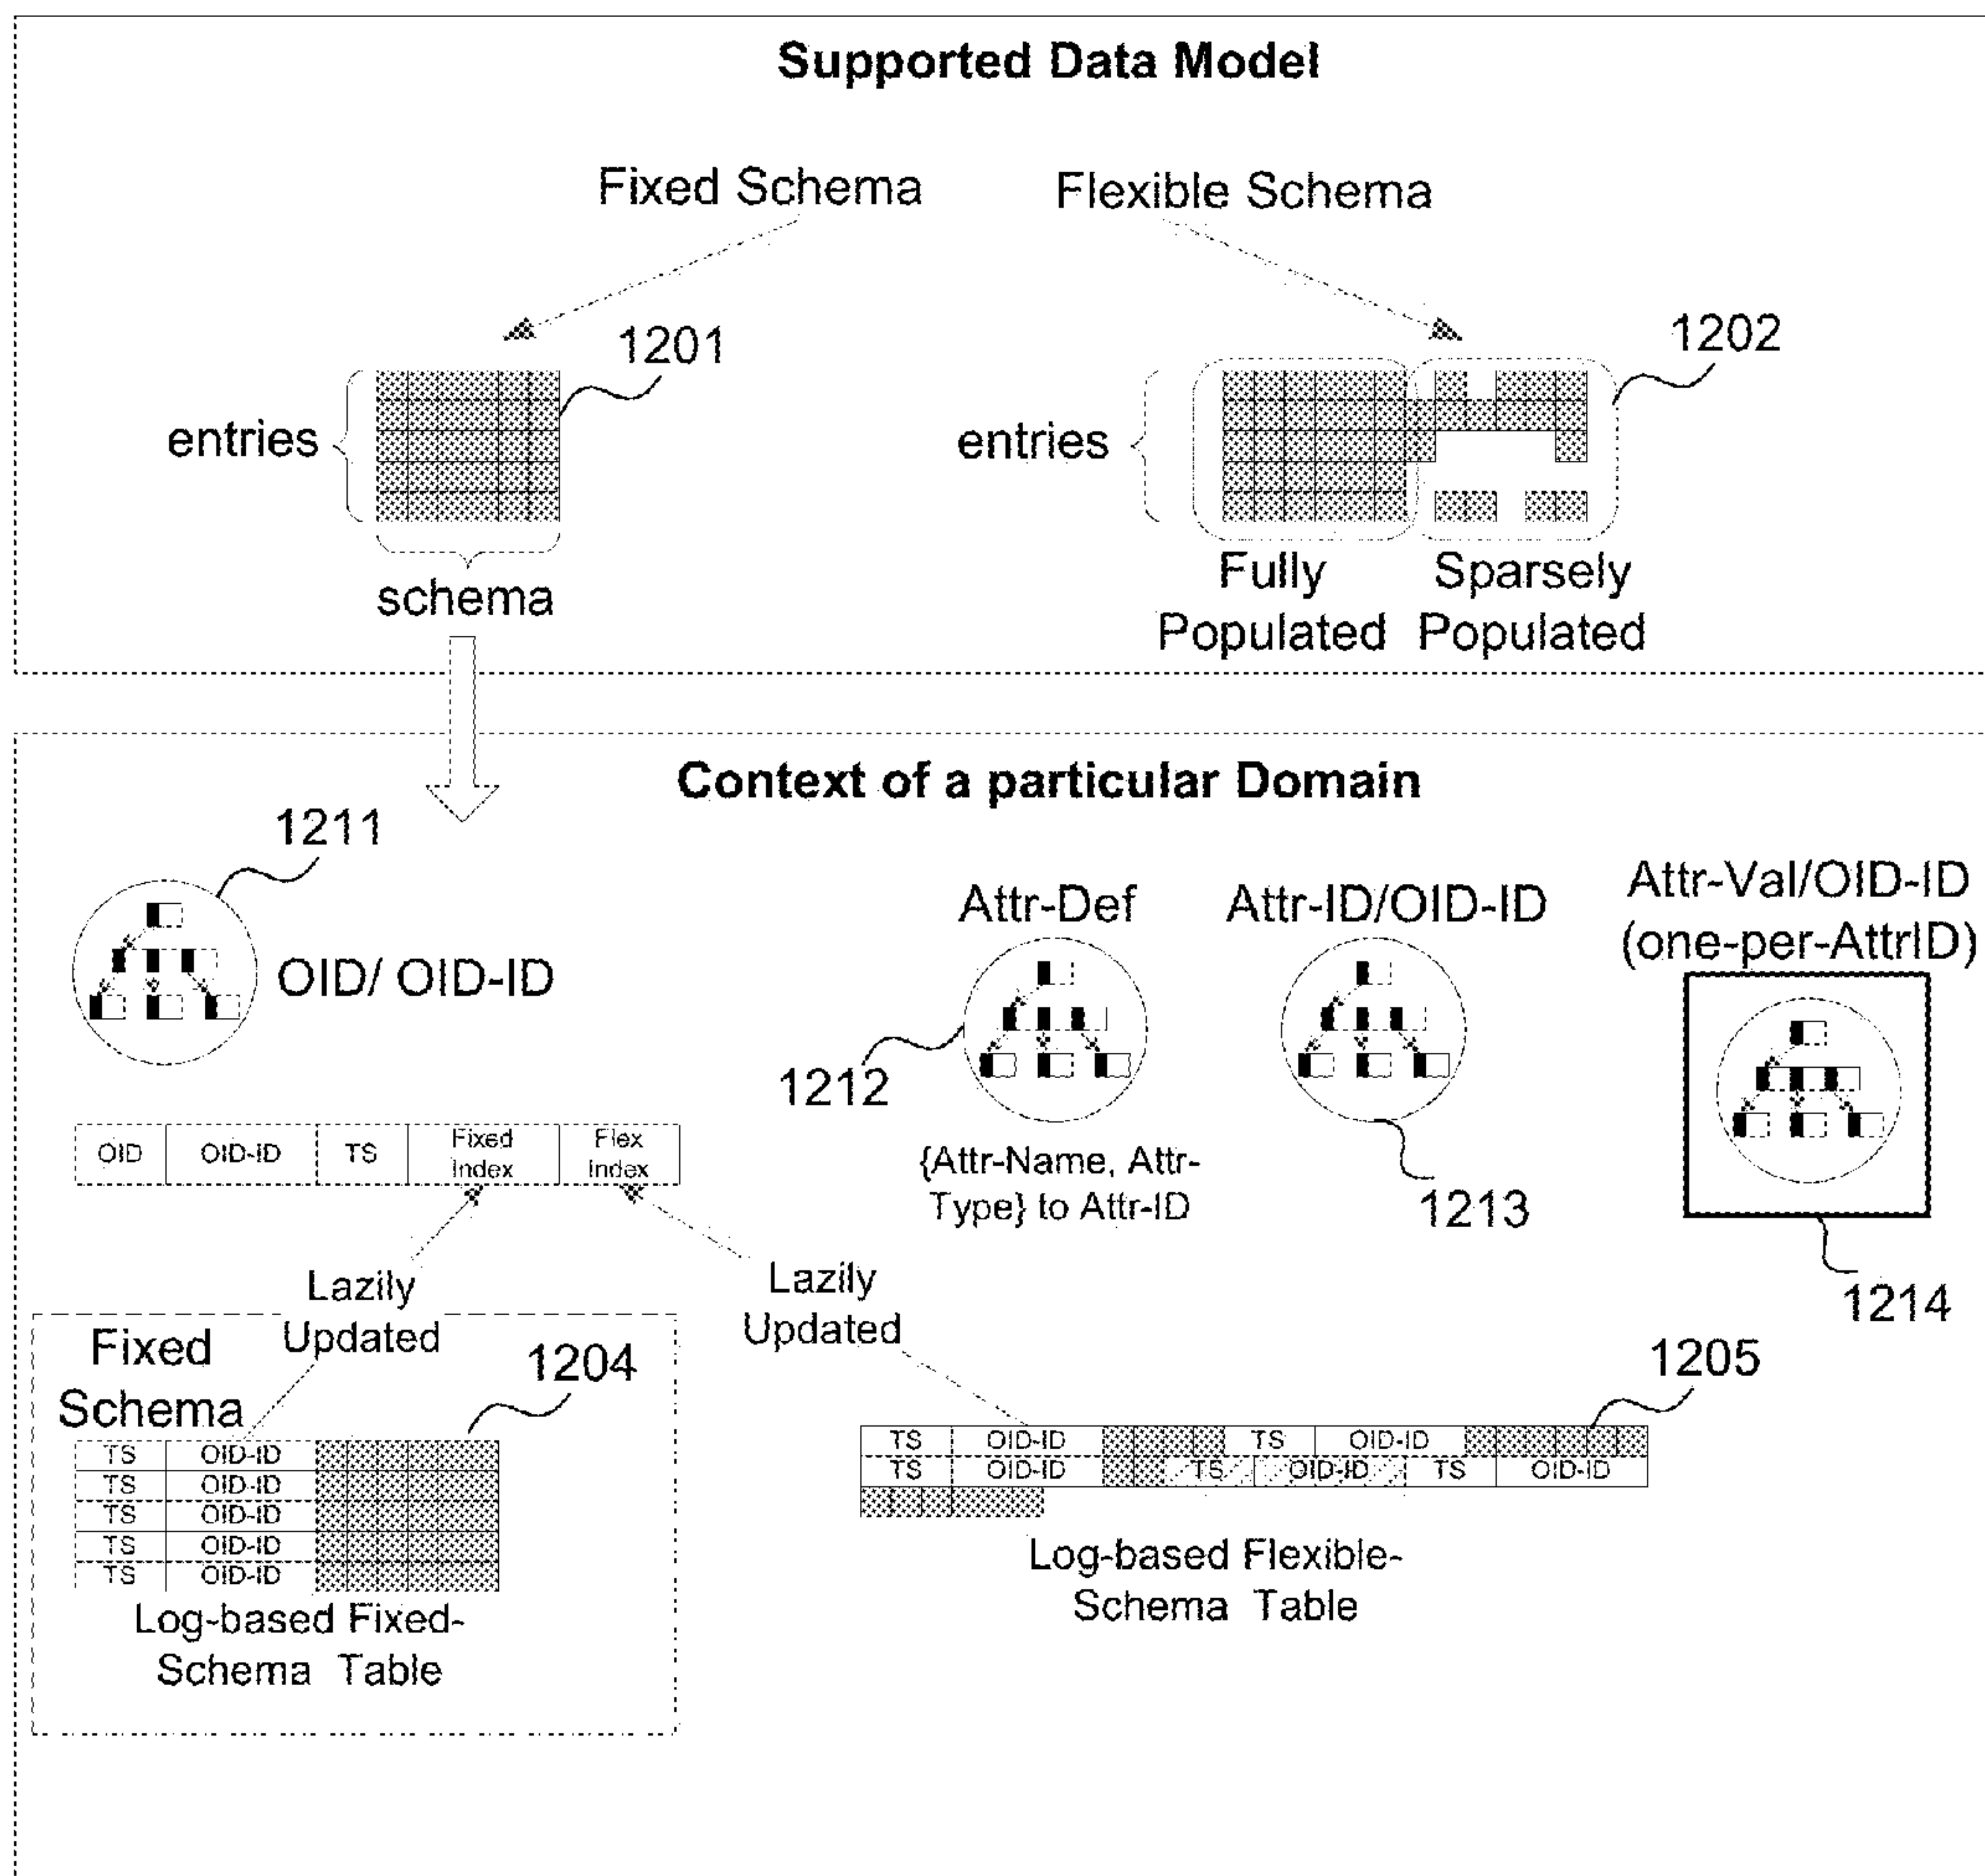 Supported Data Model
Fixed Schema
Flexible Schema
1201
1202
entries
entries
schema
Fully
Populated
Sparsely
Populated
Context of a particular Domain
1211
OID/ OID-ID
Attr-Def
Attr-ID/OID-ID
Attr-Val/OID-ID
(one-per-AttrID)
1212
{Attr-Name, Attr-
Type} to Attr-ID
1213
1214
OID OID-ID TS Fixed Index Flex Index
Lazily
Updated
Lazily
Updated
Fixed
Schema
1204
1205
TS OID-ID
TS OID-ID
TS OID-ID
TS OID-ID
TS OID-ID
Log-based Fixed-
Schema Table
TS OID-ID TS OID-ID
TS OID-ID TS OID-ID TS OID-ID
Log-based Flexible-
Schema Table